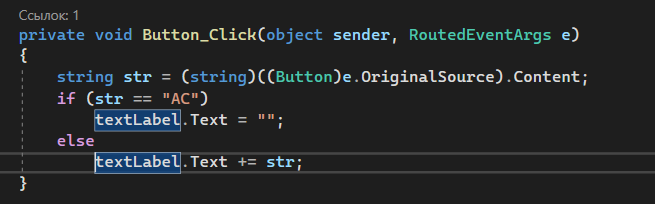 Ссылок: 1
private void Button_Click(object sender, RoutedEventArgs e)
{
    string str = (string)((Button)e.OriginalSource).Content;
    if (str == "AC")
        textLabel.Text = "";
    else
        textLabel.Text += str;
}